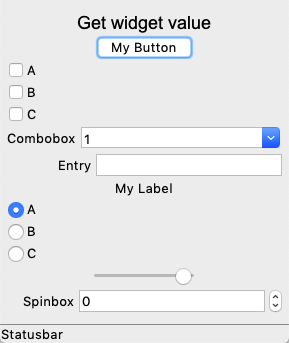 Get widget value
My Button
A
B
C
Combobox 1
Entry
My Label
A
B
C
Spinbox 0
Statusbar